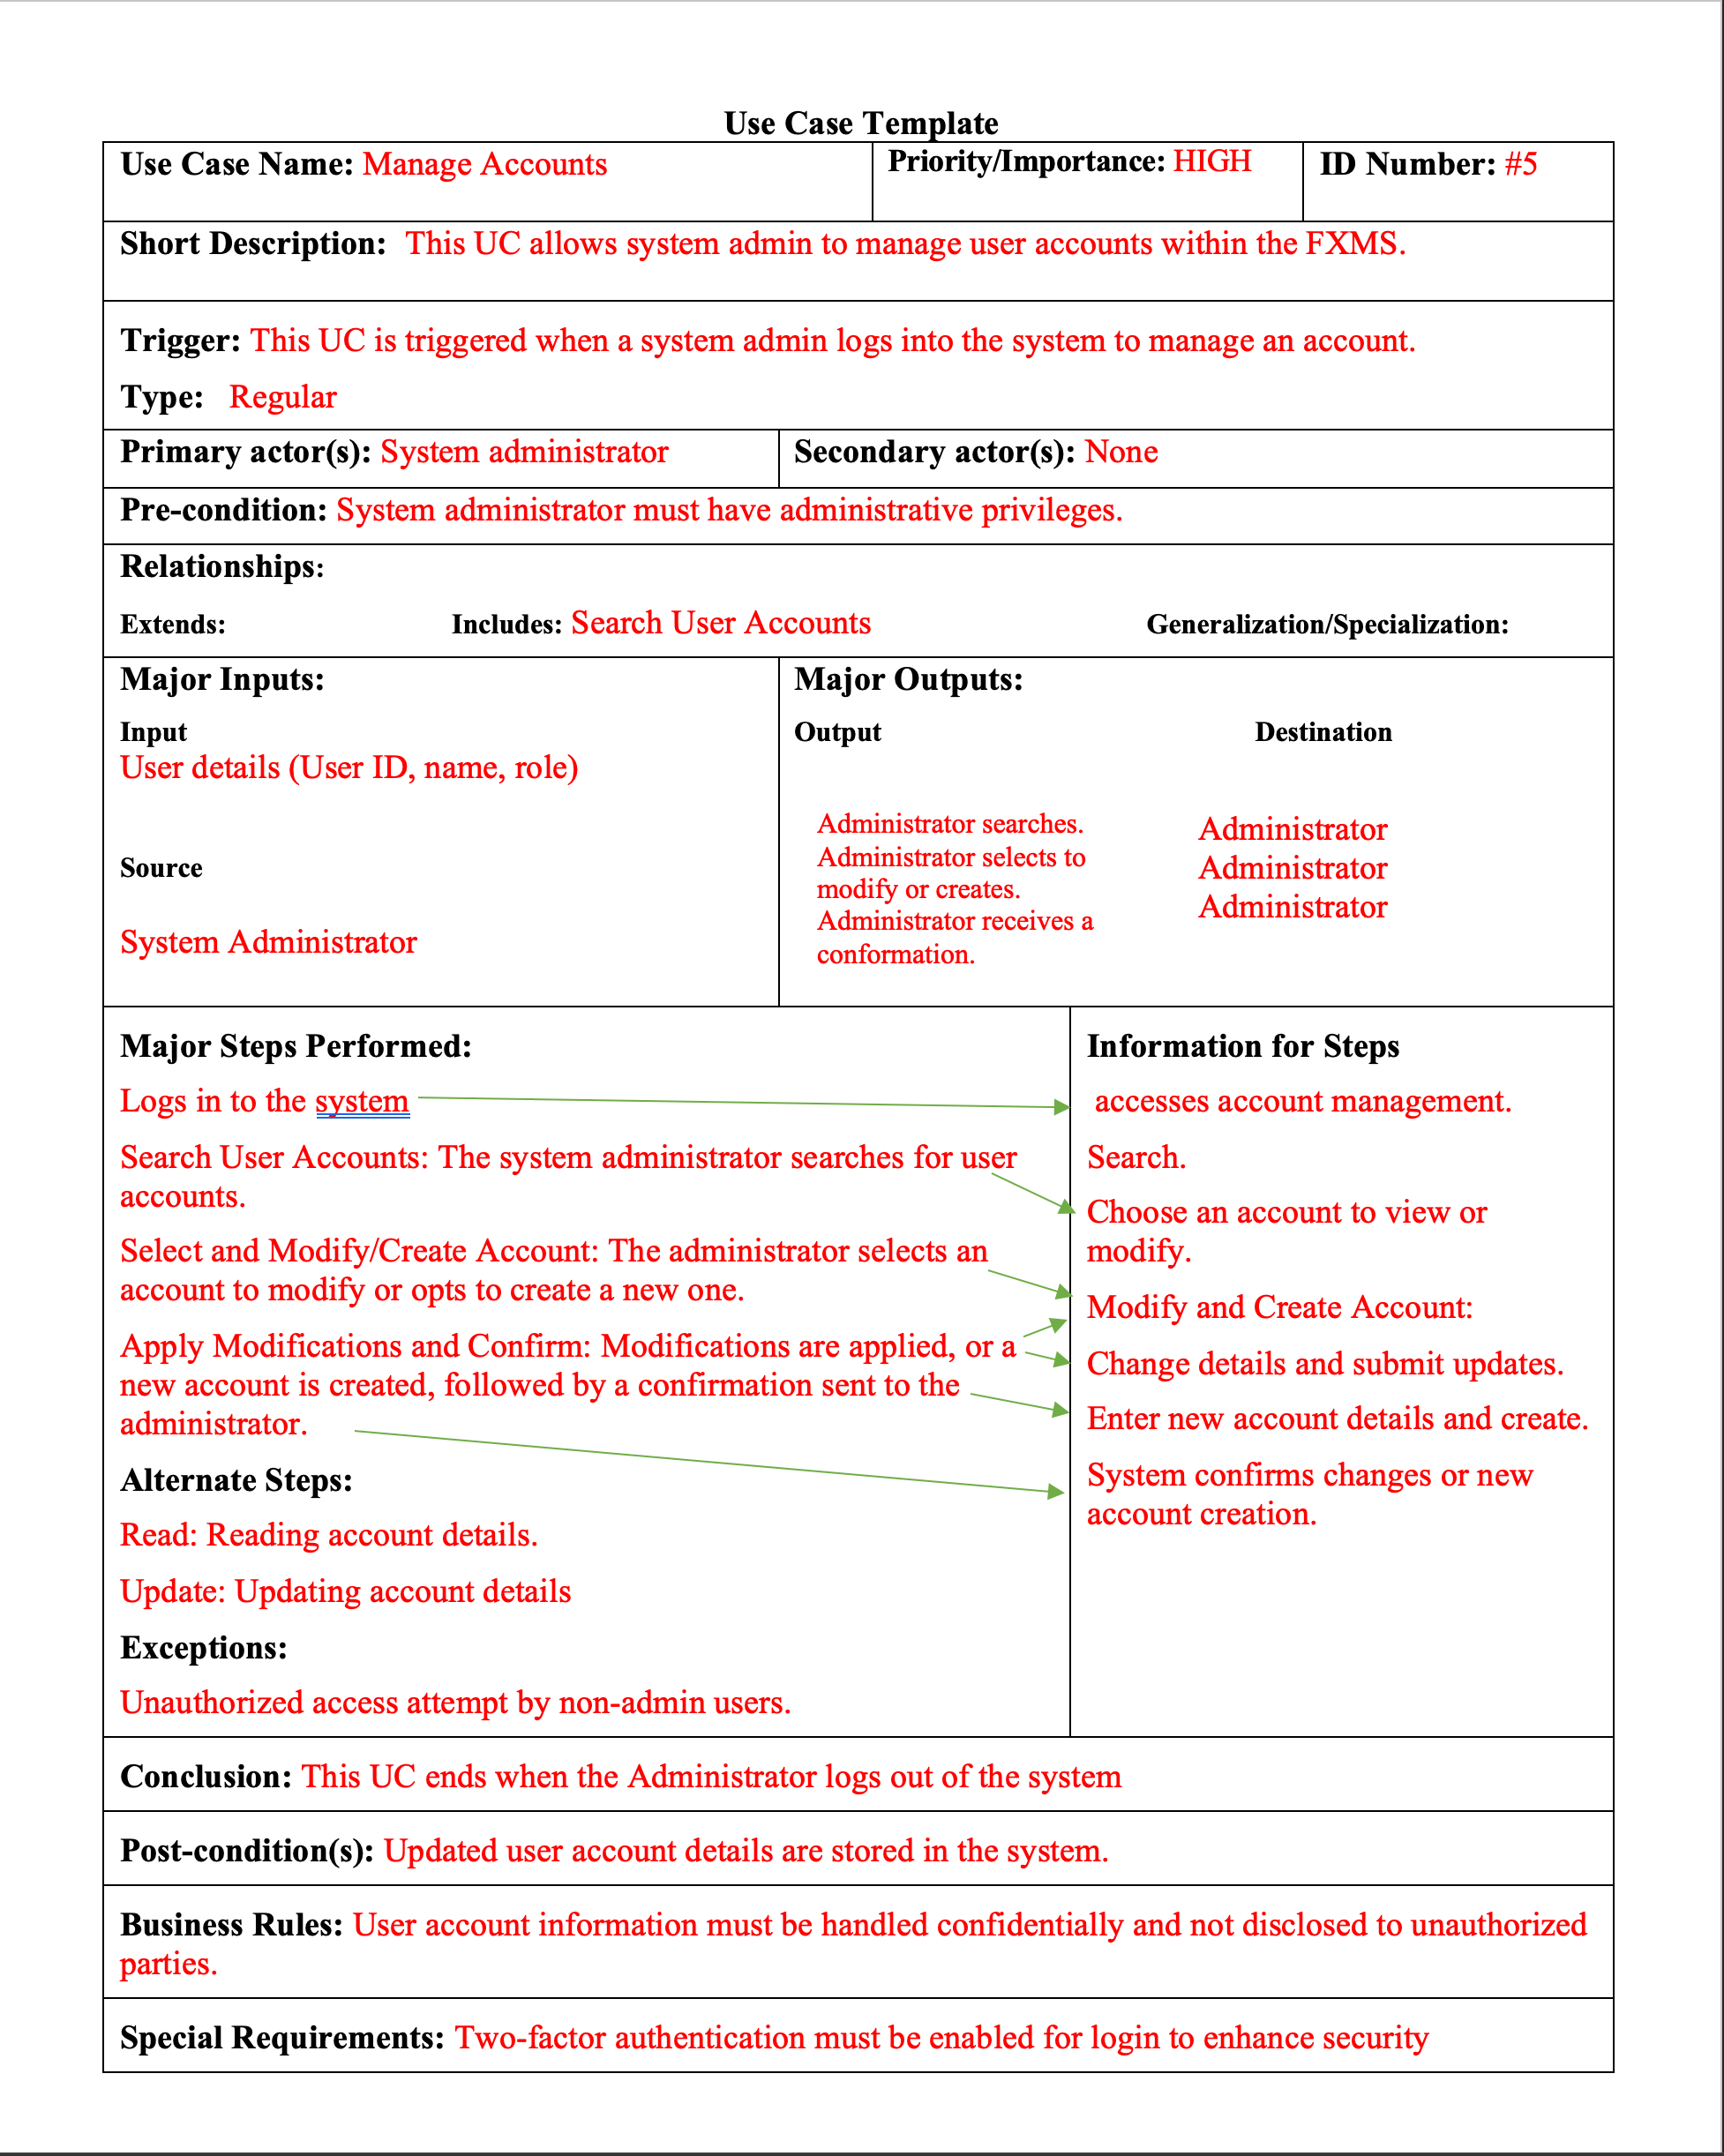 Use Case Template
Use Case Name: Manage Accounts
Priority/Importance: HIGH
ID Number: #5
Short Description: This UC allows system admin to manage user accounts within the FXMS.
Trigger: This UC is triggered when a system admin logs into the system to manage an account.
Type: Regular
Primary actor(s): System administrator
Secondary actor(s): None
Pre-condition: System administrator must have administrative privileges.
Relationships:
Extends:
Includes: Search User Accounts
Generalization/Specialization:
Major Inputs:
Input
User details (User ID, name, role)
Source
System Administrator
Major Outputs:
Output
Destination
Administrator searches.
Administrator selects to
modify or creates.
Administrator receives a
conformation.
Administrator
Administrator
Administrator
Major Steps Performed:
Logs in to the system
Search User Accounts: The system administrator searches for user
accounts.
Select and Modify/Create Account: The administrator selects an
account to modify or opts to create a new one.
Apply Modifications and Confirm: Modifications are applied, or a
new account is created, followed by a confirmation sent to the
administrator.
Alternate Steps:
Read: Reading account details.
Update: Updating account details
Exceptions:
Unauthorized access attempt by non-admin users.
Information for Steps
accesses account management.
Search.
Choose an account to view or
modify.
Modify and Create Account:
Change details and submit updates.
Enter new account details and create.
System confirms changes or new
account creation.
Conclusion: This UC ends when the Administrator logs out of the system
Post-condition(s): Updated user account details are stored in the system.
Business Rules: User account information must be handled confidentially and not disclosed to unauthorized
parties.
Special Requirements: Two-factor authentication must be enabled for login to enhance security